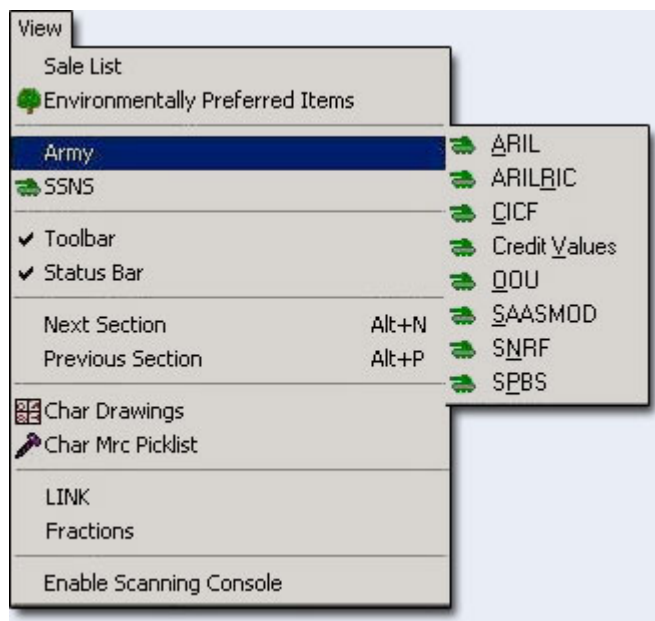 View
Sale List
Environmentally Preferred Items
Army
SSNS
Toolbar
Status Bar
Next Section Alt+N
Previous Section Alt+P
Char Drawings
Char Mrc Picklist
LINK
Fractions
Enable Scanning Console
ARIL
ARILRIC
CICF
Credit Values
OOU
SAASMOD
SNRF
SPBS